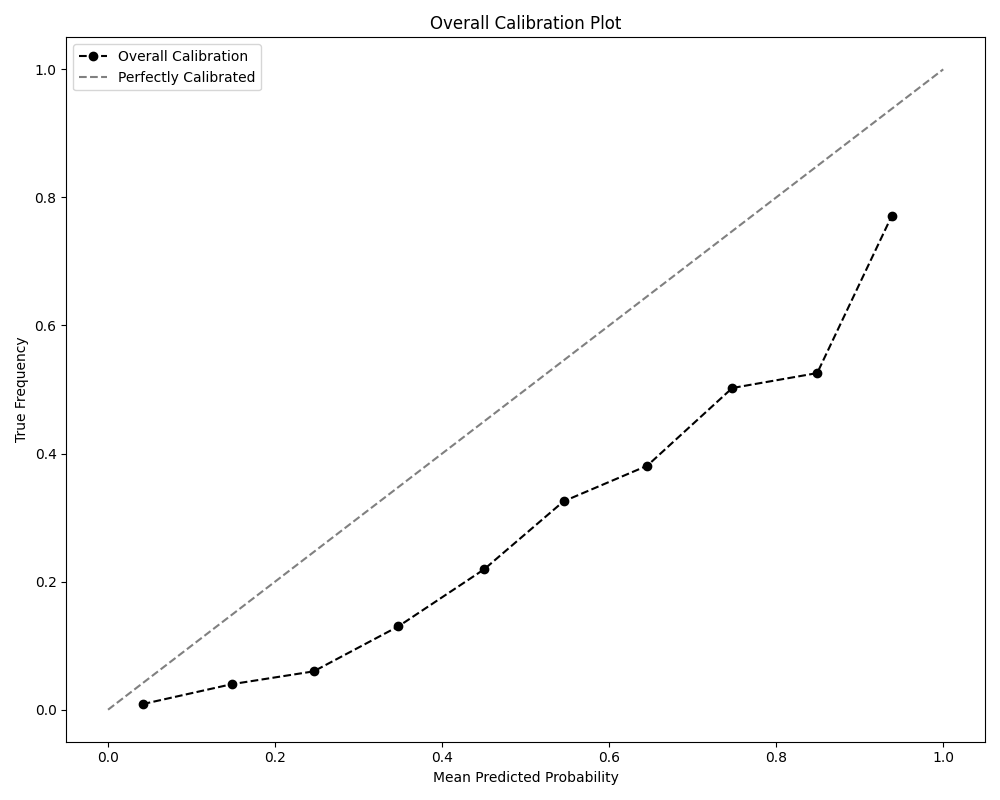 Overall Calibration Plot
Overall Calibration
Perfectly Calibrated
1.0
0.8
0.6
0.4
0.2
0.0
True Frequency
0.0 0.2 0.4 0.6 0.8 1.0
Mean Predicted Probability